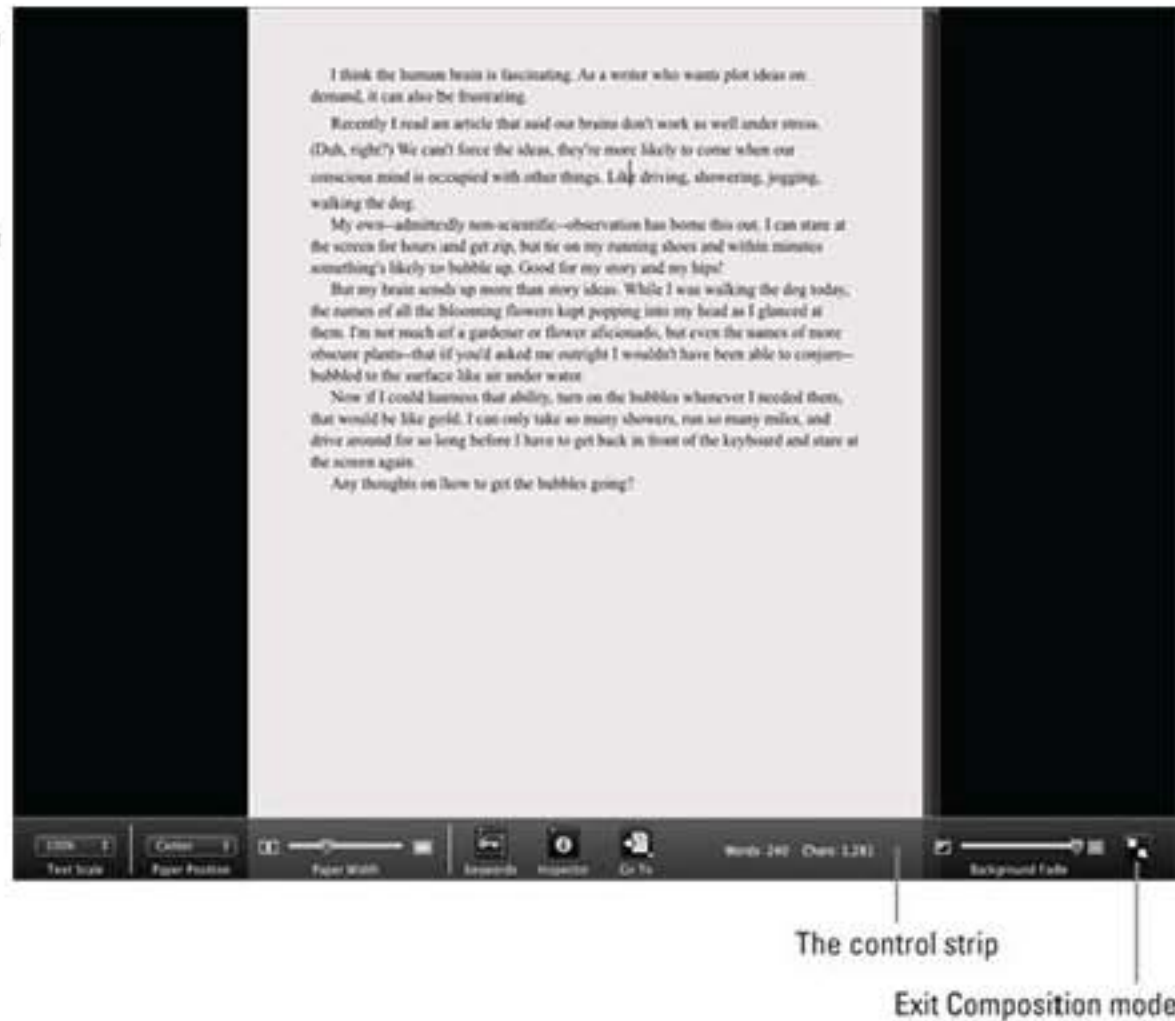 I think the human brain is fascinating. As a writer who wants plot ideas on
demand, it can also be frustrating.
Recently I read am article that said our brains don't work as well under stress.
(Duh, right?) We can't force the ideas, they're more likely to come when our
conscious mind is occupied with other things. Like driving, showering, jogging,
walking the dog.
My own--admittedly non-scientific--observation has borne this out. I can stare at
the screen for hours and get zip, but tie on my running shoes and within minutes
something's likely to bubble up. Good for my story and my hips!
But my brain sends up more than story ideas. While I was walking the dog today,
the names of all the blooming flowers kept popping into my head as I glanced at
them. I'm not much of a gardener or flower aficionado, but even the names of more
obscure plants--that if you'd asked me outright I wouldn't have been able to conjure--
bubbled to the surface like air under water.
Now if I could harness that ability, turn on the bubbles whenever I needed them,
that would be like gold. I can only take so many showers, run so many miles, and
drive around for so long before I have to get back in front of the keyboard and stare at
the screen again.
Any thoughts on how to get the bubbles going?
100% Center Words: 240 Chars: 1,282
Text Scale Paper Position Paper Width Keywords Inspector Go To Background Fade
The control strip
Exit Composition mode